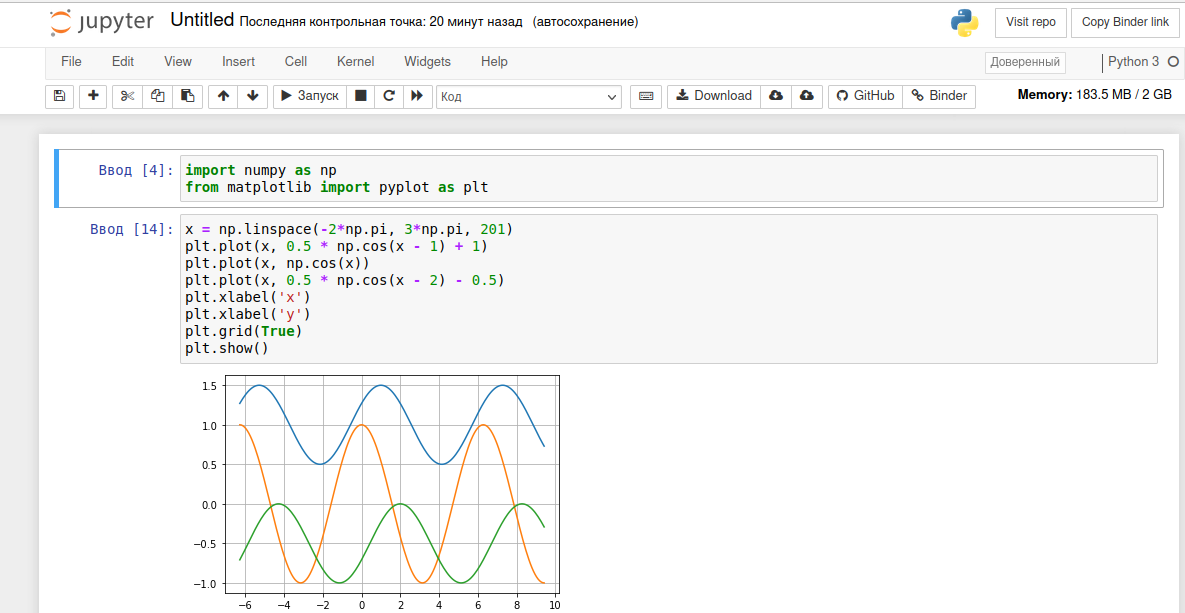 jupyter Untitled Последняя контрольная точка: 20 минут назад (автосохранение) Visit repo Copy Binder link
File Edit View Insert Cell Kernel Widgets Help Доверенный Python 3
Запуск Код Download GitHub Binder Memory: 183.5 MB / 2 GB
Ввод [4]: import numpy as np
from matplotlib import pyplot as plt
Ввод [14]: x = np.linspace(-2*np.pi, 3*np.pi, 201)
plt.plot(x, 0.5 * np.cos(x - 1) + 1)
plt.plot(x, np.cos(x))
plt.plot(x, 0.5 * np.cos(x - 2) - 0.5)
plt.xlabel('x')
plt.xlabel('y')
plt.grid(True)
plt.show()
1.5
1.0
0.5
0.0
−0.5
−1.0
−6 −4 −2 0 2 4 6 8 10